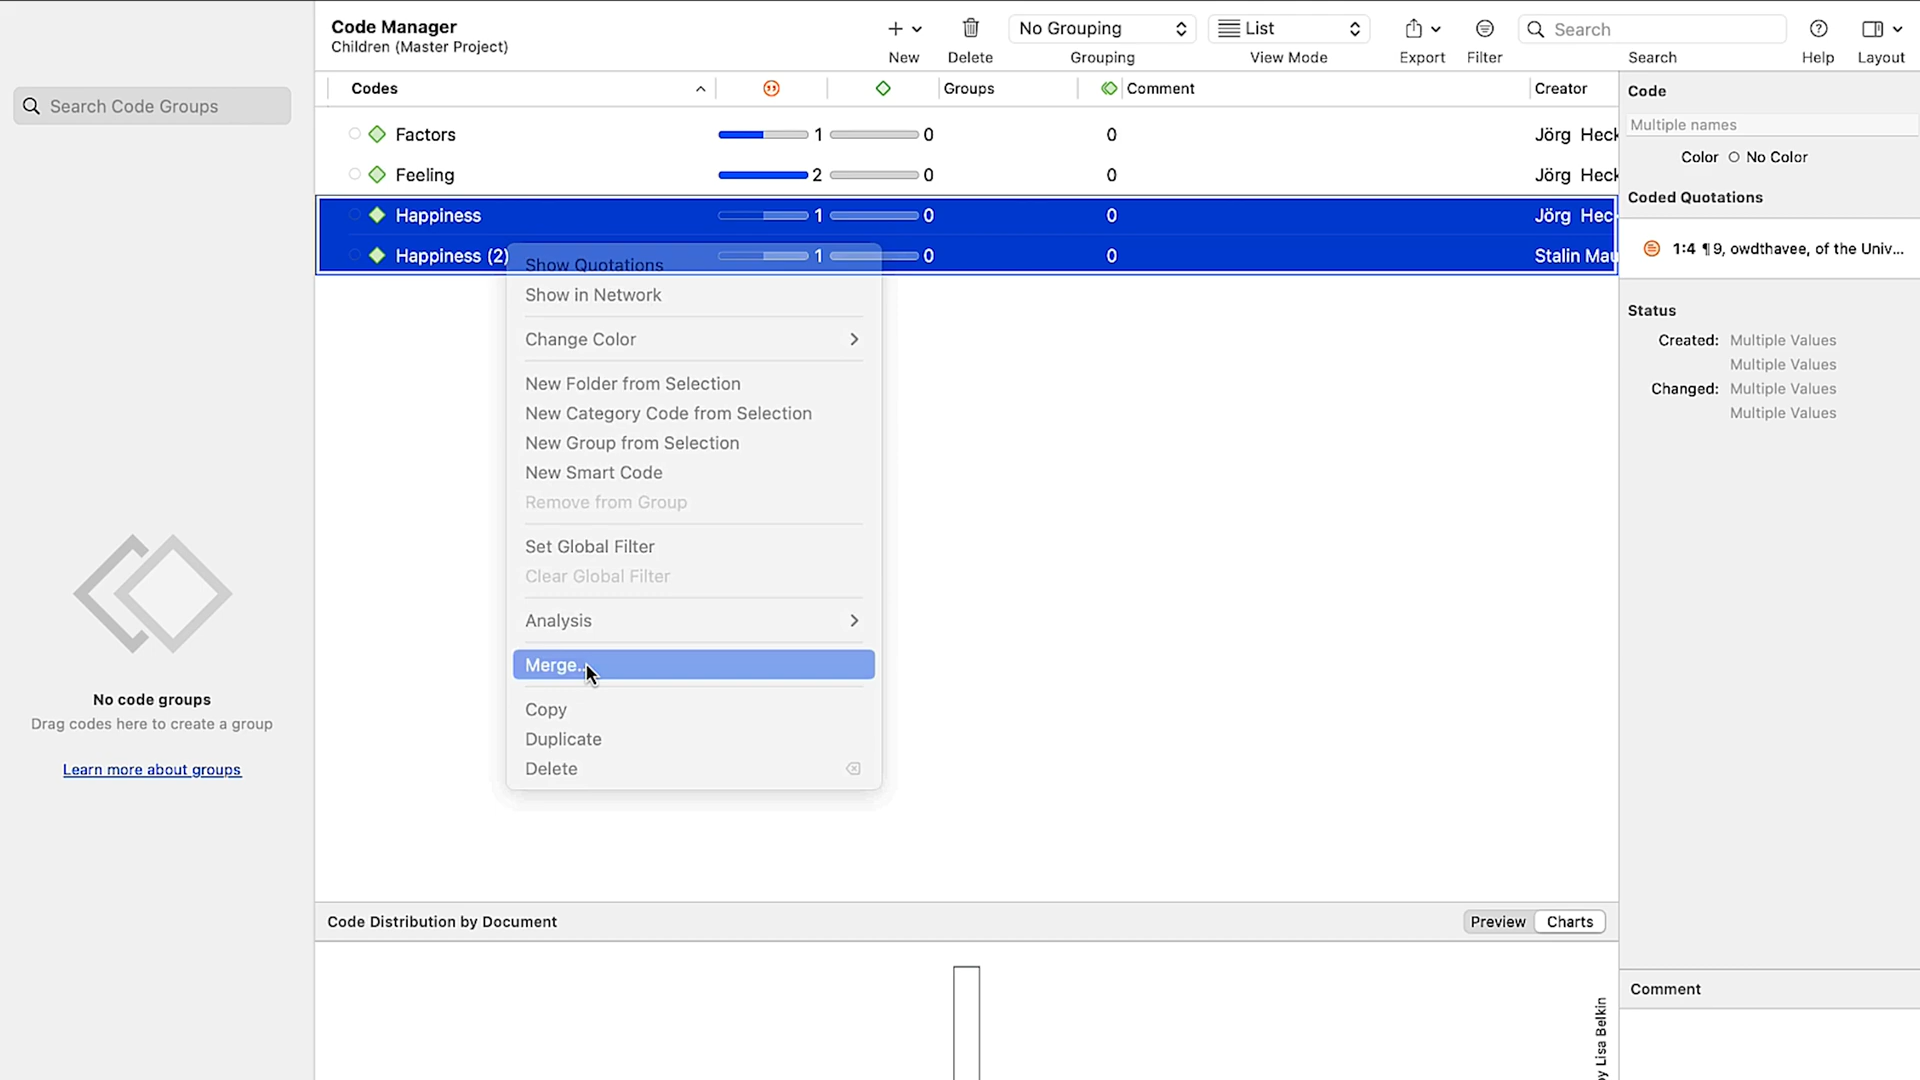 Code Manager
Children (Master Project)
New
Delete
No Grouping
Grouping
List
View Mode
Export
Filter
Search
Search
Help
Layout
Search Code Groups
Codes
Groups
Comment
Creator
Factors 1 0 0 Jörg Heck
Feeling 2 0 0 Jörg Heck
Happiness 1 0 0 Jörg Hec
Happiness (2) 1 0 0 Stalin Mau
Show Quotations
Show in Network
Change Color
New Folder from Selection
New Category Code from Selection
New Group from Selection
New Smart Code
Remove from Group
Set Global Filter
Clear Global Filter
Analysis
Merge...
Copy
Duplicate
Delete
No code groups
Drag codes here to create a group
Learn more about groups
Code
Multiple names
Color No Color
Coded Quotations
1:4 ¶ 9, owdthavee, of the Univ...
Status
Created: Multiple Values
Multiple Values
Changed: Multiple Values
Multiple Values
Code Distribution by Document
Preview
Charts
by Lisa Belkin
Comment